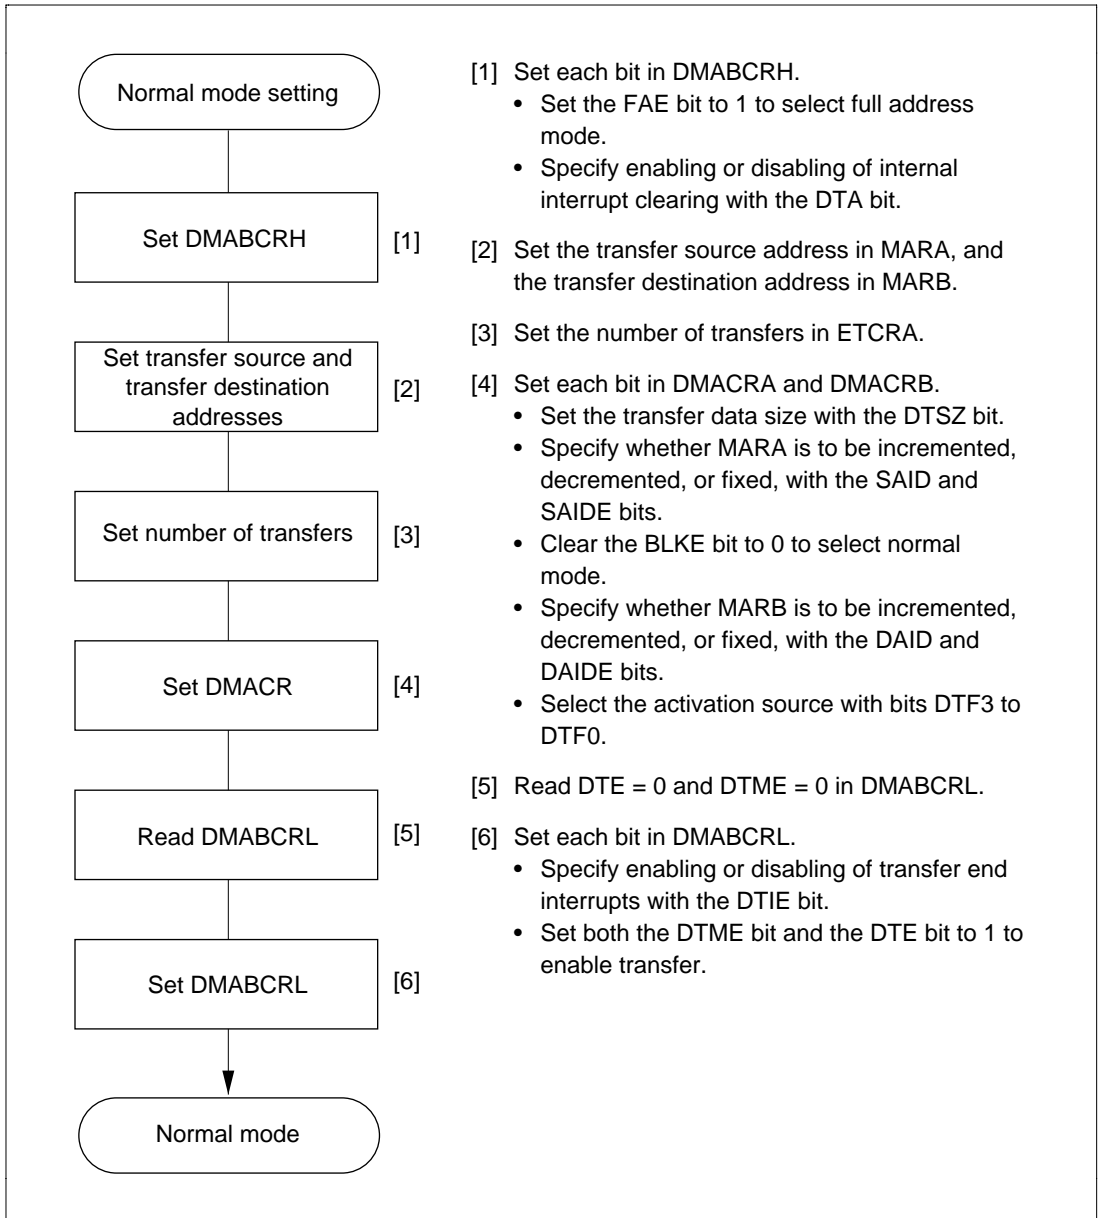 Normal mode setting
Set DMABCRH
[1]
Set transfer source and
transfer destination
addresses
[2]
Set number of transfers
[3]
Set DMACR
[4]
Read DMABCRL
[5]
Set DMABCRL
[6]
Normal mode
[1] Set each bit in DMABCRH.
• Set the FAE bit to 1 to select full address
mode.
• Specify enabling or disabling of internal
interrupt clearing with the DTA bit.
[2] Set the transfer source address in MARA, and
the transfer destination address in MARB.
[3] Set the number of transfers in ETCRA.
[4] Set each bit in DMACRA and DMACRB.
• Set the transfer data size with the DTSZ bit.
• Specify whether MARA is to be incremented,
decremented, or fixed, with the SAID and
SAIDE bits.
• Clear the BLKE bit to 0 to select normal
mode.
• Specify whether MARB is to be incremented,
decremented, or fixed, with the DAID and
DAIDE bits.
• Select the activation source with bits DTF3 to
DTF0.
[5] Read DTE = 0 and DTME = 0 in DMABCRL.
[6] Set each bit in DMABCRL.
• Specify enabling or disabling of transfer end
interrupts with the DTIE bit.
• Set both the DTME bit and the DTE bit to 1 to
enable transfer.